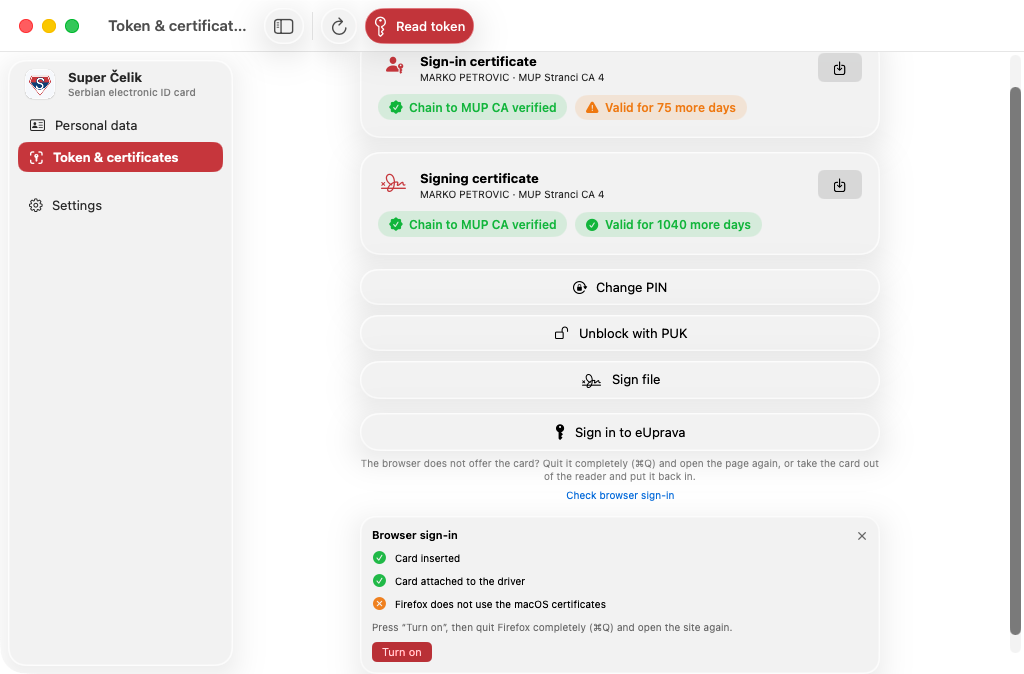 Token & certificat...
Read token
Super Čelik
Serbian electronic ID card
Personal data
Token & certificates
Settings
Sign-in certificate
MARKO PETROVIC · MUP Stranci CA 4
Chain to MUP CA verified
Valid for 75 more days
Signing certificate
MARKO PETROVIC · MUP Stranci CA 4
Chain to MUP CA verified
Valid for 1040 more days
Change PIN
Unblock with PUK
Sign file
Sign in to eUprava
The browser does not offer the card? Quit it completely (⌘Q) and open the page again, or take the card out
of the reader and put it back in.
Check browser sign-in
Browser sign-in
Card inserted
Card attached to the driver
Firefox does not use the macOS certificates
Press “Turn on”, then quit Firefox completely (⌘Q) and open the site again.
Turn on